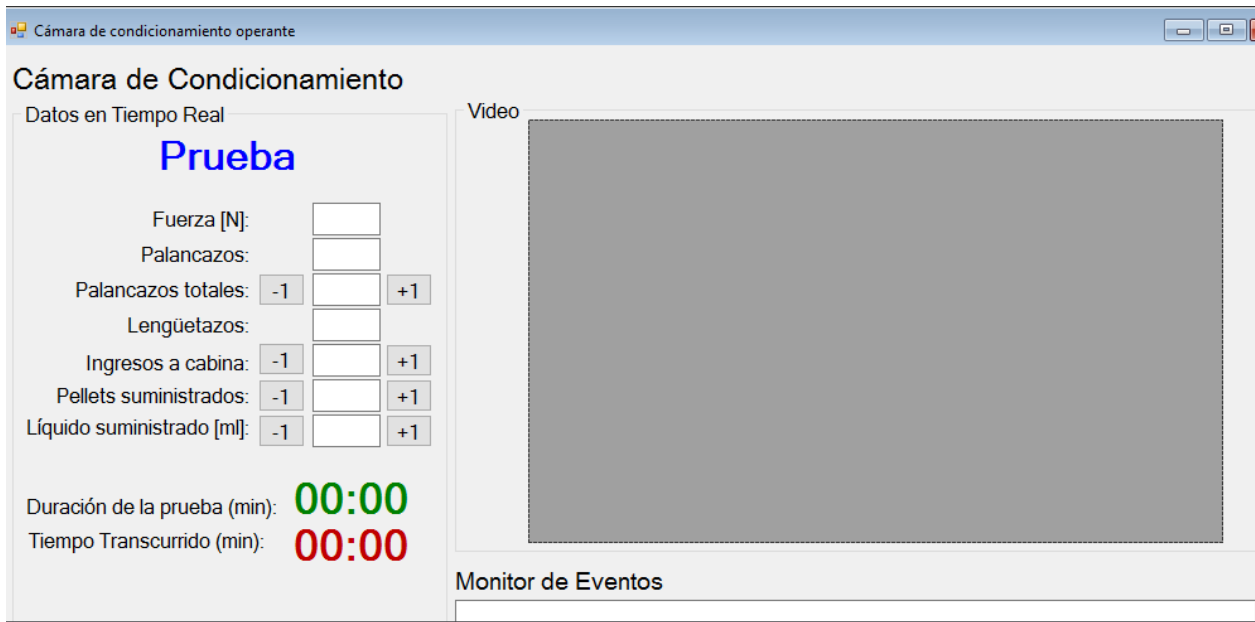 Cámara de condicionamiento operante
Cámara de Condicionamiento
Datos en Tiempo Real
Prueba
Fuerza [N]:
Palancazos:
Palancazos totales: -1 +1
Lengüetazos:
Ingresos a cabina: -1 +1
Pellets suministrados: -1 +1
Líquido suministrado [ml]: -1 +1
Duración de la prueba (min): 00:00
Tiempo Transcurrido (min): 00:00
Video
Monitor de Eventos